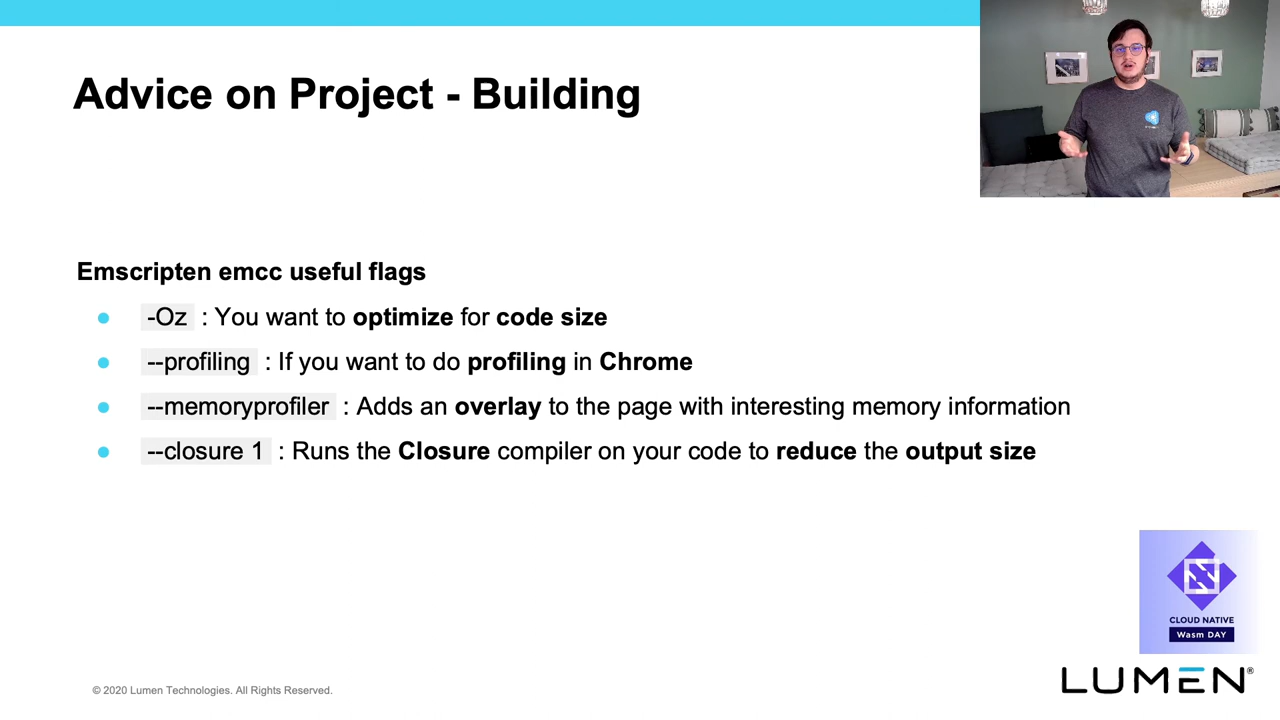 Advice on Project - Building
Emscripten emcc useful flags
-Oz : You want to optimize for code size
--profiling : If you want to do profiling in Chrome
--memoryprofiler : Adds an overlay to the page with interesting memory information
--closure 1 : Runs the Closure compiler on your code to reduce the output size
CLOUD NATIVE
Wasm DAY
LUMEN®
© 2020 Lumen Technologies. All Rights Reserved.